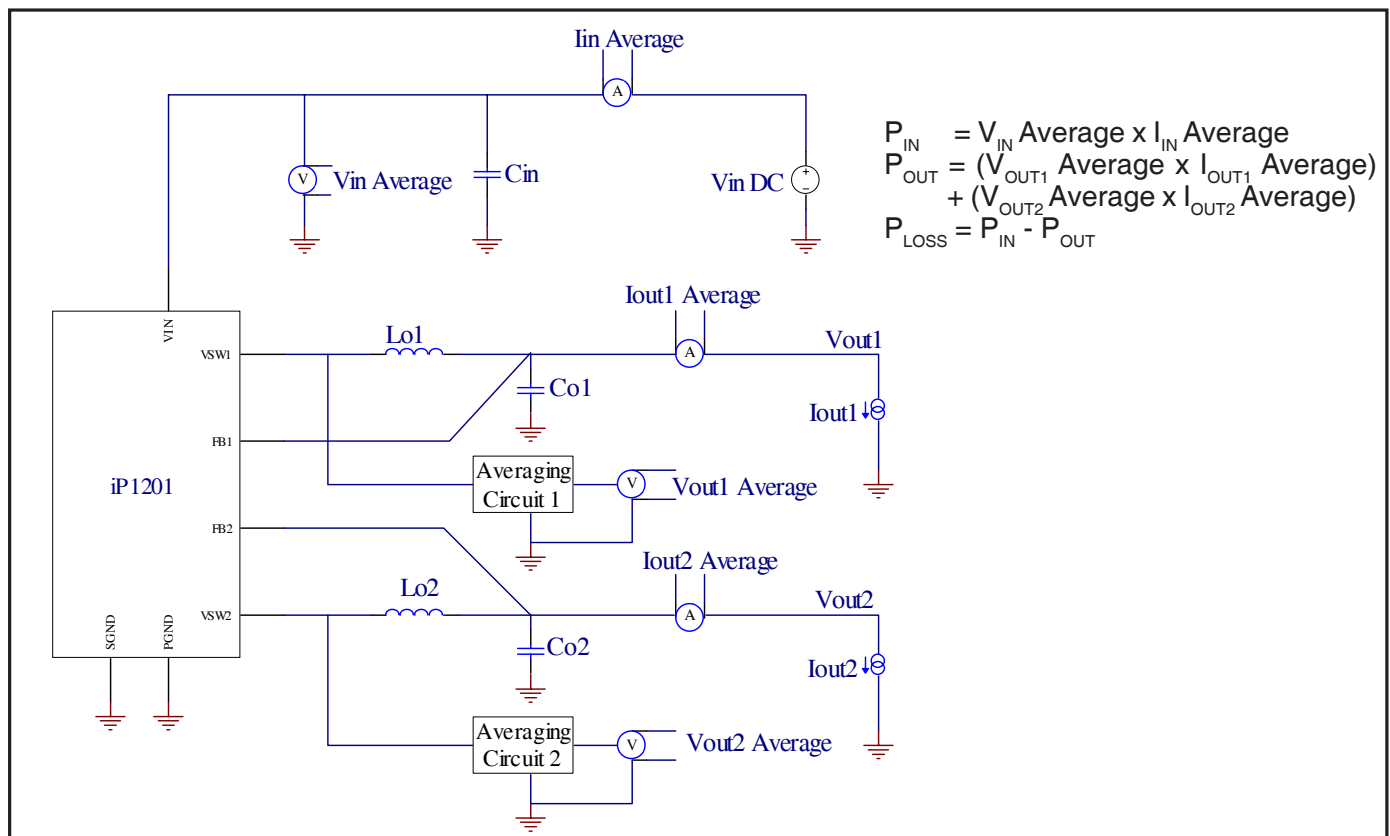 Iin Average
A
P_IN = V_IN Average x I_IN Average
P_OUT = (V_OUT1 Average x I_OUT1 Average)
+ (V_OUT2 Average x I_OUT2 Average)
P_LOSS = P_IN - P_OUT
V
Vin Average
Cin
Vin DC
+
–
Iout1 Average
VIN
VSW1
Lo1
A
Vout1
Co1
Iout1
FB1
iP1201
Averaging
Circuit 1
V
Vout1 Average
FB2
Iout2 Average
Lo2
A
Vout2
VSW2
SGND
PGND
Co2
Iout2
Averaging
Circuit 2
V
Vout2 Average